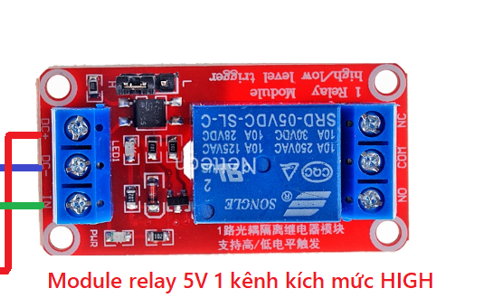 1 Relay Module
high/low level trigger
H
L
DC+
DC-
IN
LED1
PWR
SRD-05VDC-SL-C
10A 30VDC 10A 28VDC
10A 250VAC 10A 125VAC
CQC
SONGLE
NC
COM
NO
1路光耦隔离继电器模块
支持高/低电平触发
Module relay 5V 1 kênh kích mức HIGH